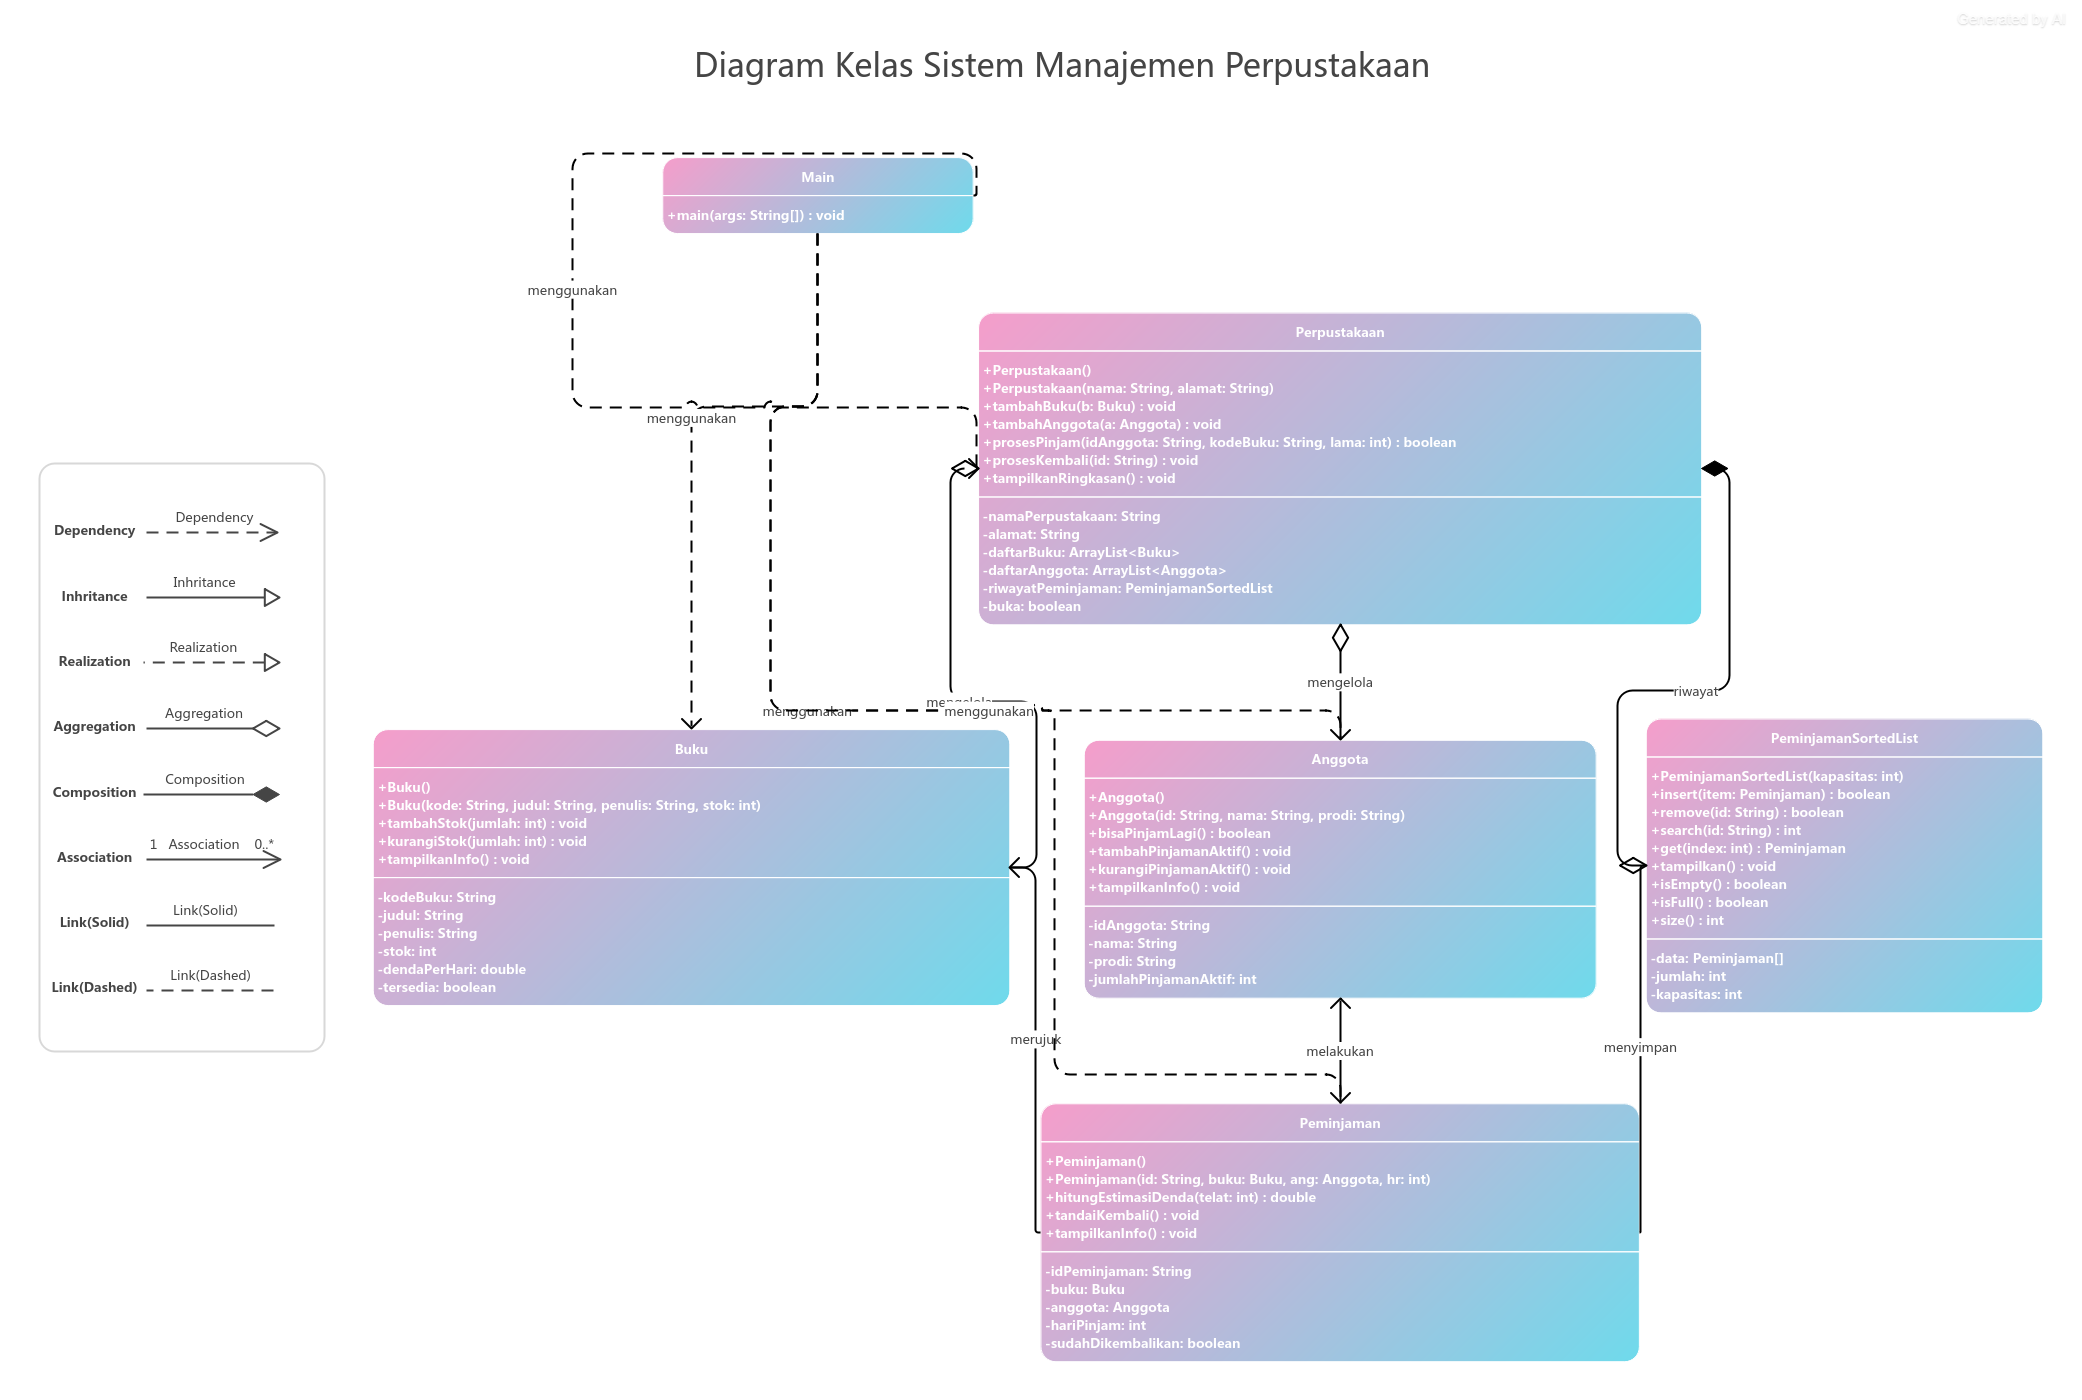 Generated by AI
Diagram Kelas Sistem Manajemen Perpustakaan
Main
+main(args: String[]) : void
menggunakan
menggunakan
Perpustakaan
+Perpustakaan()
+Perpustakaan(nama: String, alamat: String)
+tambahBuku(b: Buku) : void
+tambahAnggota(a: Anggota) : void
+prosesPinjam(idAnggota: String, kodeBuku: String, lama: int) : boolean
+prosesKembali(id: String) : void
+tampilkanRingkasan() : void
-namaPerpustakaan: String
-alamat: String
-daftarBuku: ArrayList<Buku>
-daftarAnggota: ArrayList<Anggota>
-riwayatPeminjaman: PeminjamanSortedList
-buka: boolean
Dependency
Dependency
Inhritance
Inhritance
Realization
Realization
Aggregation
Aggregation
Composition
Composition
Association
1 Association 0..*
Link(Solid)
Link(Solid)
Link(Dashed)
Link(Dashed)
mengelola
riwayat
mengelola
menggunakan
menggunakan
Buku
+Buku()
+Buku(kode: String, judul: String, penulis: String, stok: int)
+tambahStok(jumlah: int) : void
+kurangiStok(jumlah: int) : void
+tampilkanInfo() : void
-kodeBuku: String
-judul: String
-penulis: String
-stok: int
-dendaPerHari: double
-tersedia: boolean
Anggota
+Anggota()
+Anggota(id: String, nama: String, prodi: String)
+bisaPinjamLagi() : boolean
+tambahPinjamanAktif() : void
+kurangiPinjamanAktif() : void
+tampilkanInfo() : void
-idAnggota: String
-nama: String
-prodi: String
-jumlahPinjamanAktif: int
PeminjamanSortedList
+PeminjamanSortedList(kapasitas: int)
+insert(item: Peminjaman) : boolean
+remove(id: String) : boolean
+search(id: String) : int
+get(index: int) : Peminjaman
+tampilkan() : void
+isEmpty() : boolean
+isFull() : boolean
+size() : int
-data: Peminjaman[]
-jumlah: int
-kapasitas: int
merujuk
melakukan
menyimpan
Peminjaman
+Peminjaman()
+Peminjaman(id: String, buku: Buku, ang: Anggota, hr: int)
+hitungEstimasiDenda(telat: int) : double
+tandaiKembali() : void
+tampilkanInfo() : void
-idPeminjaman: String
-buku: Buku
-anggota: Anggota
-hariPinjam: int
-sudahDikembalikan: boolean